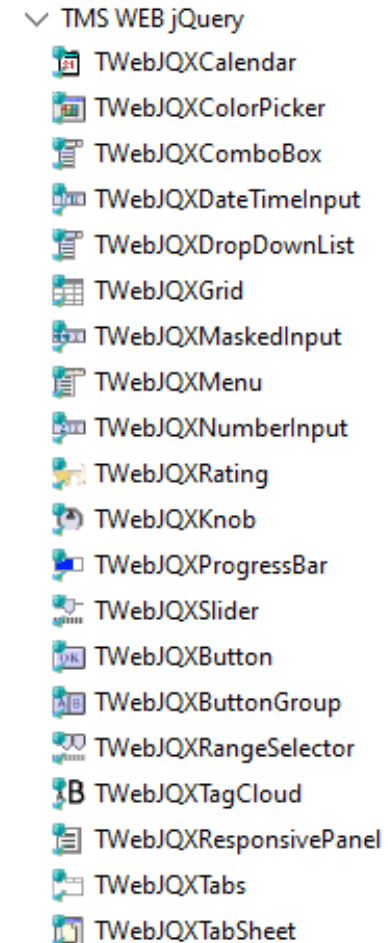 TMS WEB jQuery
TWebJQXCalendar
TWebJQXColorPicker
TWebJQXComboBox
TWebJQXDateTimeInput
TWebJQXDropDownList
TWebJQXGrid
TWebJQXMaskedInput
TWebJQXMenu
TWebJQXNumberInput
TWebJQXRating
TWebJQXKnob
TWebJQXProgressBar
TWebJQXSlider
TWebJQXButton
TWebJQXButtonGroup
TWebJQXRangeSelector
TWebJQXTagCloud
TWebJQXResponsivePanel
TWebJQXTabs
TWebJQXTabSheet